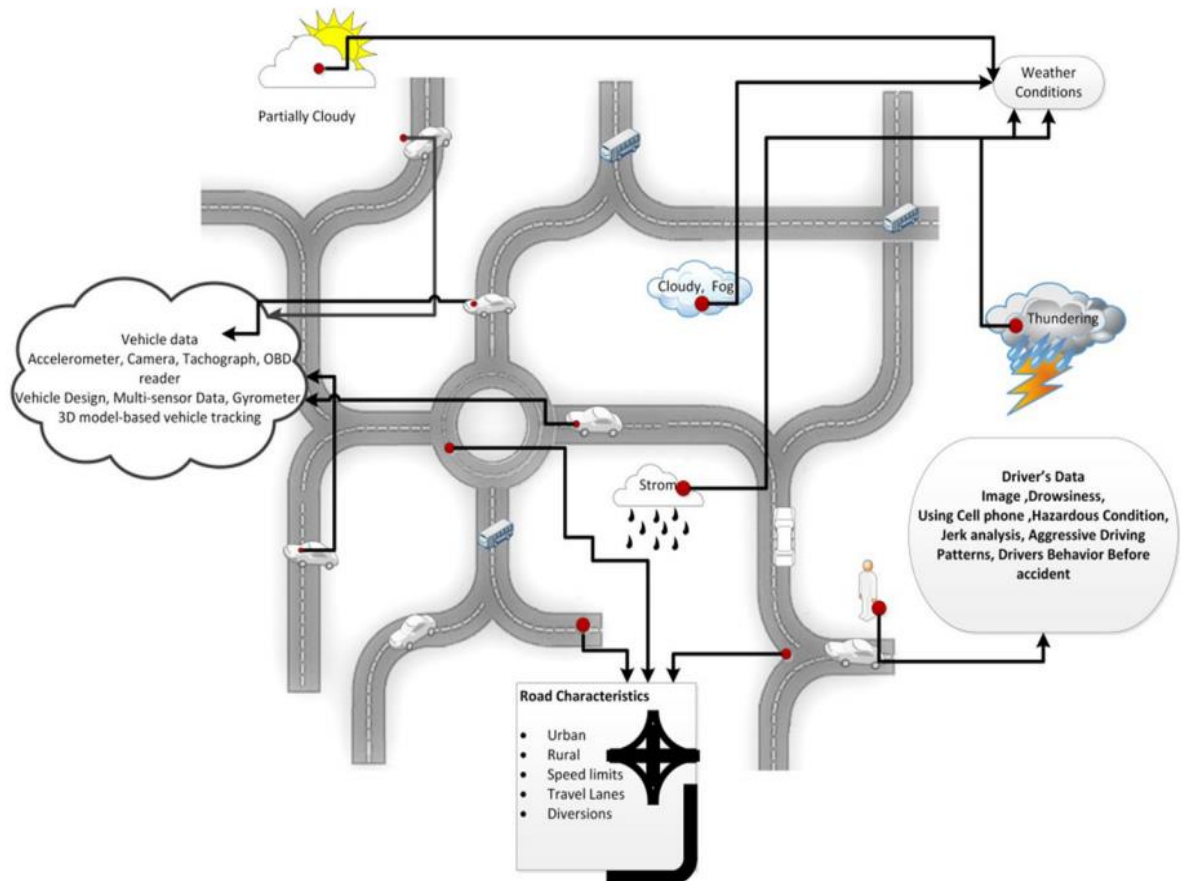 Partially Cloudy
Weather
Conditions
Cloudy, Fog
Thundering
Vehicle data
Accelerometer, Camera, Tachograph, OBD
reader
Vehicle Design, Multi-sensor Data, Gyrometer
3D model-based vehicle tracking
Strom
Driver's Data
Image ,Drowsiness,
Using Cell phone ,Hazardous Condition,
Jerk analysis, Aggressive Driving
Patterns, Drivers Behavior Before
accident
Road Characteristics
• Urban
• Rural
• Speed limits
• Travel Lanes
• Diversions